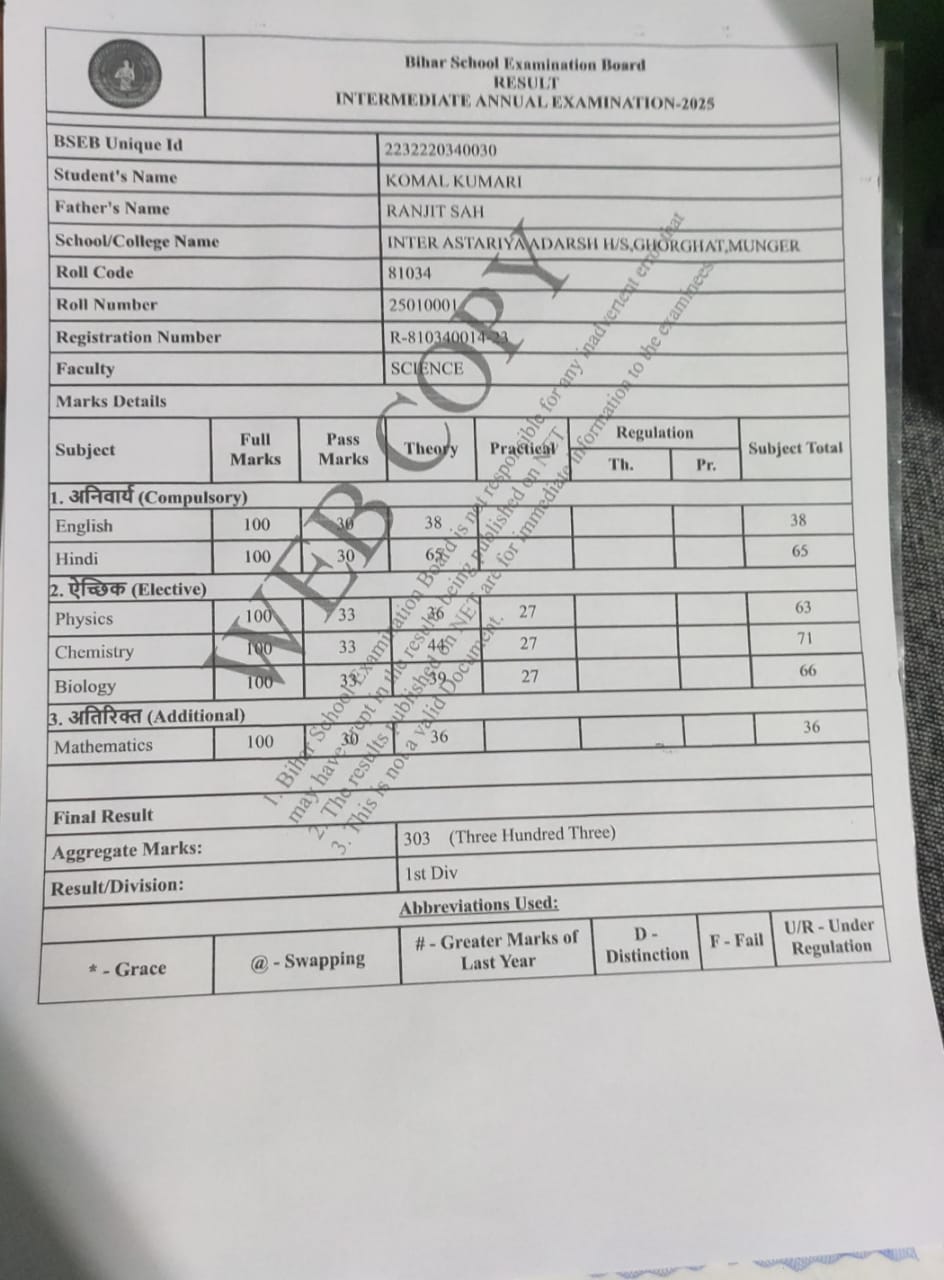 Bihar School Examination Board
RESULT
INTERMEDIATE ANNUAL EXAMINATION-2025
BSEB Unique Id 2232220340030
Student's Name KOMAL KUMARI
Father's Name RANJIT SAH
School/College Name INTER ASTARIYA ADARSH H/S,GHORGHAT,MUNGER
Roll Code 81034
Roll Number 25010001
Registration Number R-810340014-23
Faculty SCIENCE
Marks Details
Subject Full Marks Pass Marks Theory Practical Regulation Th. Pr. Subject Total
1. अनिवार्य (Compulsory)
English 100 30 38 38
Hindi 100 30 65 65
2. ऐच्छिक (Elective)
Physics 100 33 36 27 63
Chemistry 100 33 44 27 71
Biology 100 33 39 27 66
3. अतिरिक्त (Additional)
Mathematics 100 30 36 36
Final Result
Aggregate Marks: 303 (Three Hundred Three)
Result/Division: 1st Div
Abbreviations Used:
* - Grace @ - Swapping # - Greater Marks of Last Year D - Distinction F - Fail U/R - Under Regulation
WEB COPY
1. Bihar School Examination Board is not responsible for any inadvertent error that
may have crept in the results being published on NET
2. The results published on NET are for immediate information to the examinees
3. This is not a valid Document.